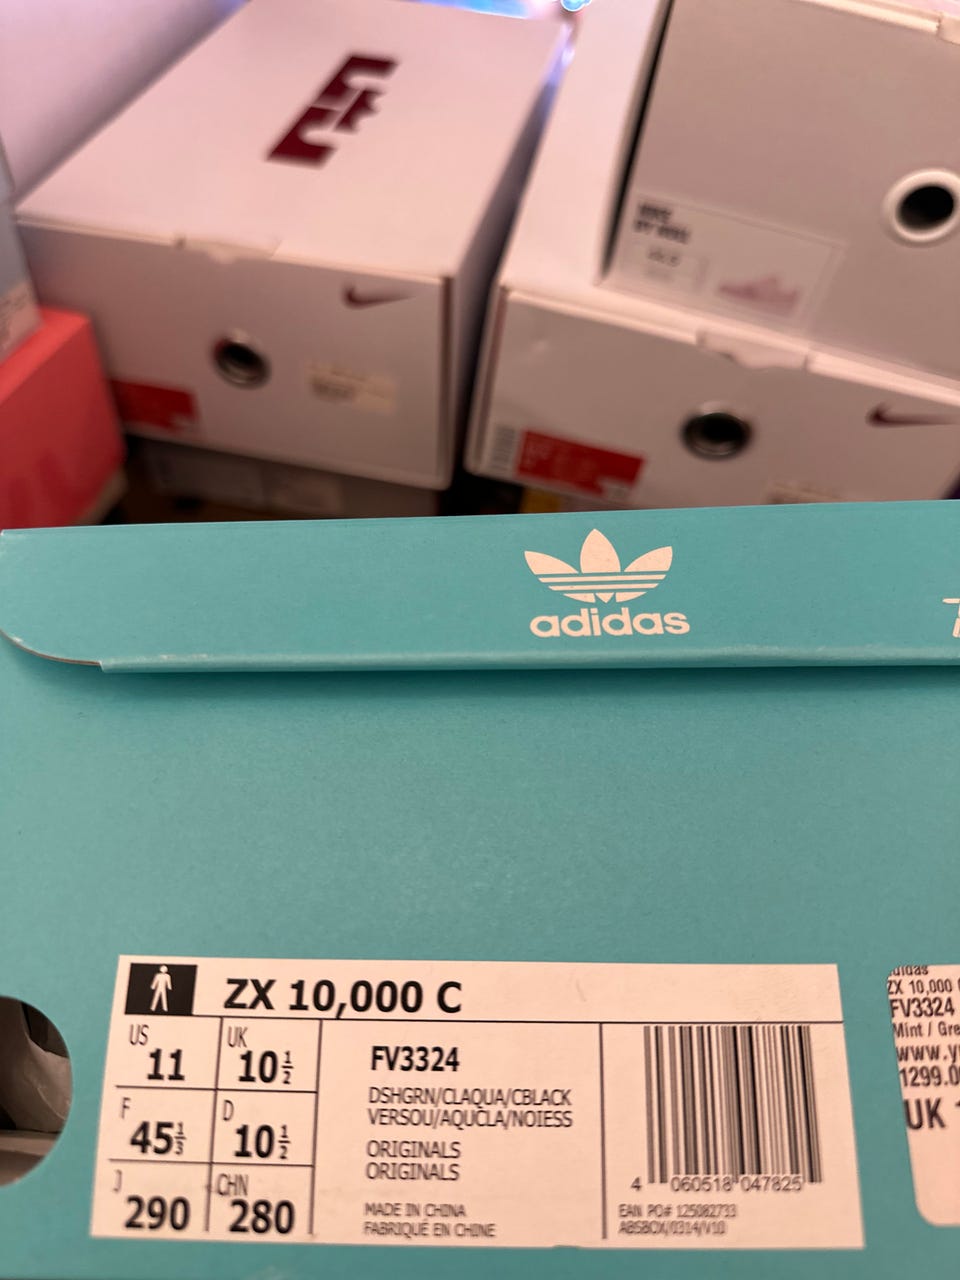 adidas
ZX 10,000 C
US
11
UK
10½
F
45⅓
D
10½
J
290
CHN
280
FV3324
DSHGRN/CLAQUA/CBLACK
VERSOU/AQUCLA/NOIESS
ORIGINALS
ORIGINALS
MADE IN CHINA
FABRIQUÉ EN CHINE
4 060518 047825
EAN PO# 125082733
ABSBOX/0314/V10
adidas
ZX 10,000
FV3324
Mint / Gre
www.y
1299.0
UK